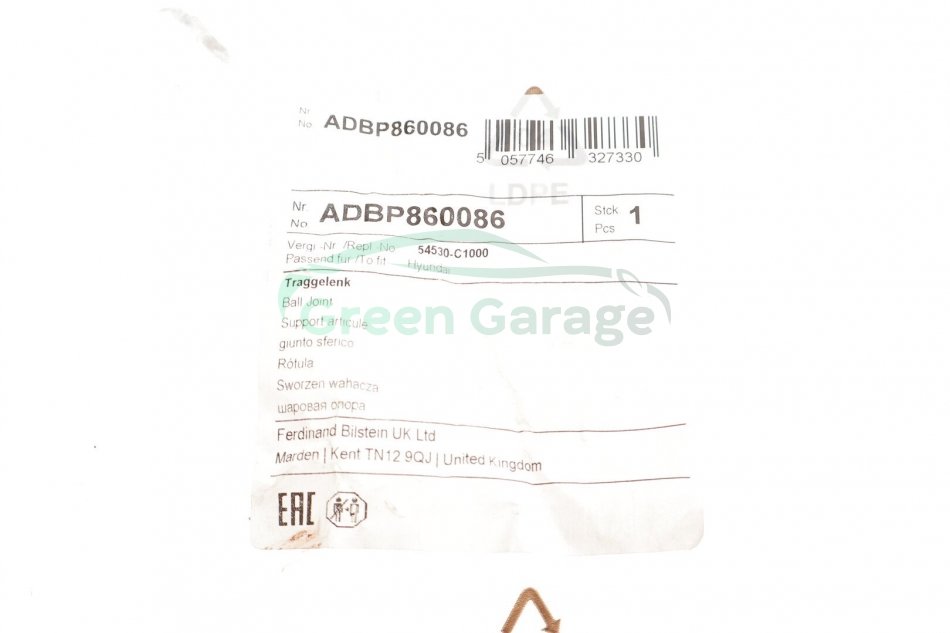 Nr
No ADBP860086
5 057746 327330
LDPE
Nr
No ADBP860086 Stck 1
Pcs
Vergl.-Nr./Repl.-No 54530-C1000
Passend für/To fit Hyundai
Traggelenk
Ball Joint
Support articule
giunto sferico
Rótula
Sworzen wahacza
шаровая опора
Green Garage
Ferdinand Bilstein UK Ltd
Marden | Kent TN12 9QJ | United Kingdom
EAC